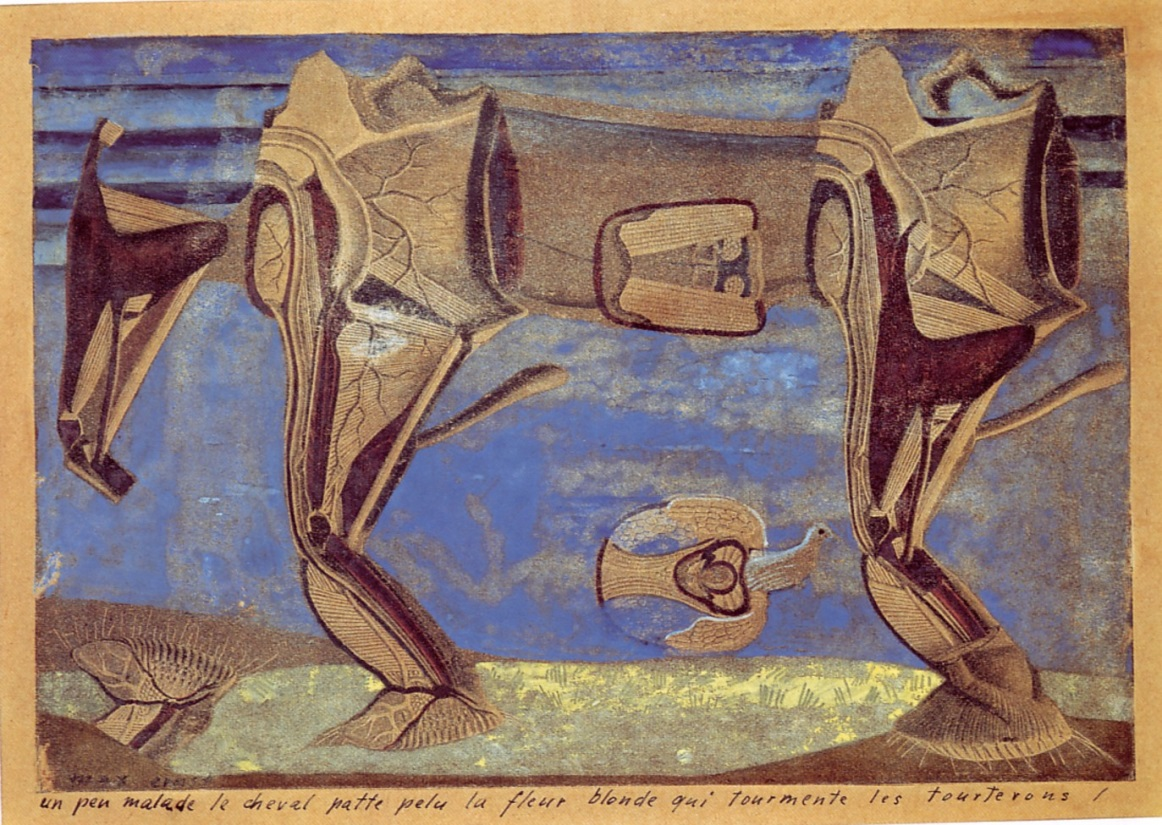 max ernst
un peu malade le cheval patte pelu la fleur blonde qui tourmente les tourterons /